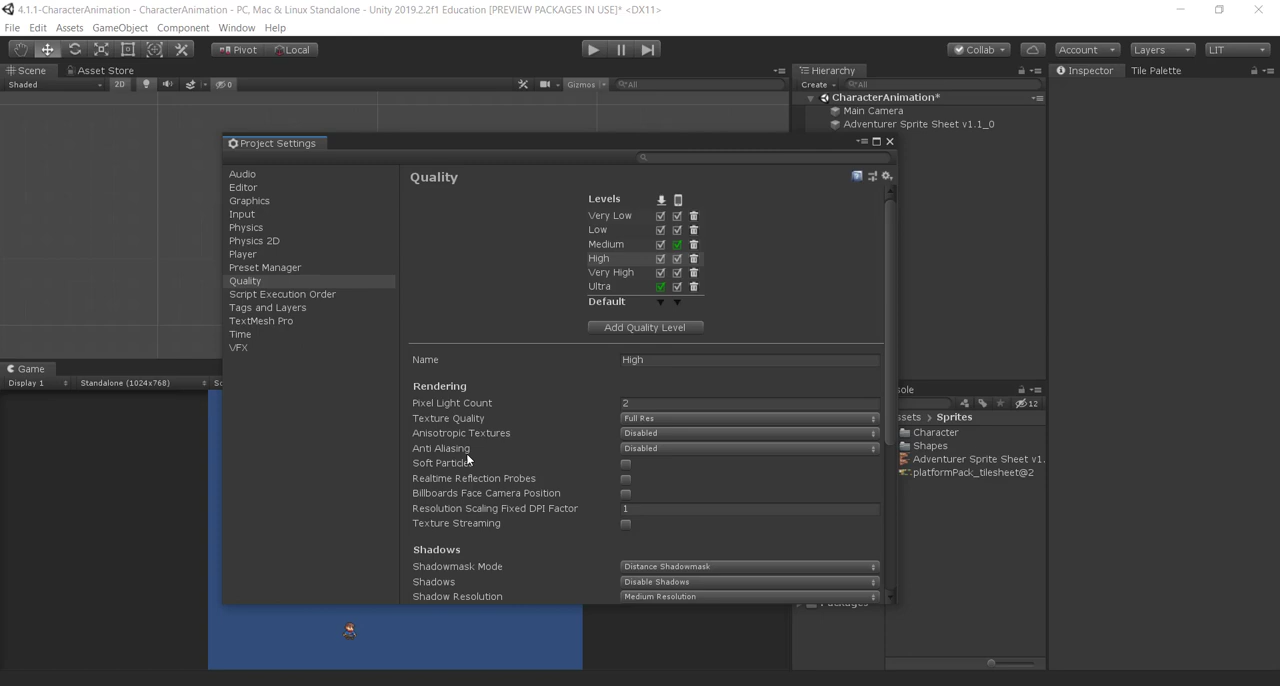 4.1.1-CharacterAnimation - CharacterAnimation - PC, Mac & Linux Standalone - Unity 2019.2.2f1 Education [PREVIEW PACKAGES IN USE]* <DX11>
File Edit Assets GameObject Component Window Help
Pivot Local Collab Account Layers LIT
Scene Asset Store Hierarchy Inspector Tile Palette
Shaded 2D 0 Gizmos All Create All
CharacterAnimation*
Main Camera
Adventurer Sprite Sheet v1.1_0
Project Settings
Audio
Editor
Graphics
Input
Physics
Physics 2D
Player
Preset Manager
Quality
Script Execution Order
Tags and Layers
TextMesh Pro
Time
VFX
Quality
Levels
Very Low
Low
Medium
High
Very High
Ultra
Default
Add Quality Level
Name High
Rendering
Pixel Light Count 2
Texture Quality Full Res
Anisotropic Textures Disabled
Anti Aliasing Disabled
Soft Particles
Realtime Reflection Probes
Billboards Face Camera Position
Resolution Scaling Fixed DPI Factor 1
Texture Streaming
Shadows
Shadowmask Mode Distance Shadowmask
Shadows Disable Shadows
Shadow Resolution Medium Resolution
Game
Display 1 Standalone (1024x768) Sc
sole
12
ssets > Sprites
Character
Shapes
Adventurer Sprite Sheet v1.
platformPack_tilesheet@2